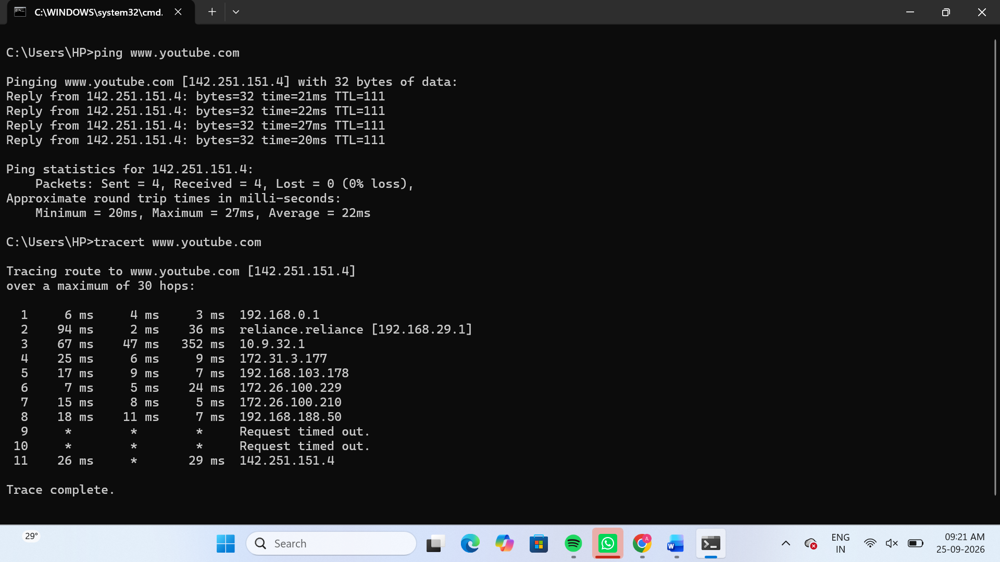 C:\WINDOWS\system32\cmd.
C:\Users\HP>ping www.youtube.com
Pinging www.youtube.com [142.251.151.4] with 32 bytes of data:
Reply from 142.251.151.4: bytes=32 time=21ms TTL=111
Reply from 142.251.151.4: bytes=32 time=22ms TTL=111
Reply from 142.251.151.4: bytes=32 time=27ms TTL=111
Reply from 142.251.151.4: bytes=32 time=20ms TTL=111
Ping statistics for 142.251.151.4:
    Packets: Sent = 4, Received = 4, Lost = 0 (0% loss),
Approximate round trip times in milli-seconds:
    Minimum = 20ms, Maximum = 27ms, Average = 22ms
C:\Users\HP>tracert www.youtube.com
Tracing route to www.youtube.com [142.251.151.4]
over a maximum of 30 hops:
  1     6 ms     4 ms     3 ms  192.168.0.1
  2    94 ms     2 ms    36 ms  reliance.reliance [192.168.29.1]
  3    67 ms    47 ms   352 ms  10.9.32.1
  4    25 ms     6 ms     9 ms  172.31.3.177
  5    17 ms     9 ms     7 ms  192.168.103.178
  6     7 ms     5 ms    24 ms  172.26.100.229
  7    15 ms     8 ms     5 ms  172.26.100.210
  8    18 ms    11 ms     7 ms  192.168.188.50
  9     *        *        *     Request timed out.
 10     *        *        *     Request timed out.
 11    26 ms     *       29 ms  142.251.151.4
Trace complete.
29°
Search
A
W
ENG
IN
09:21 AM
25-09-2026